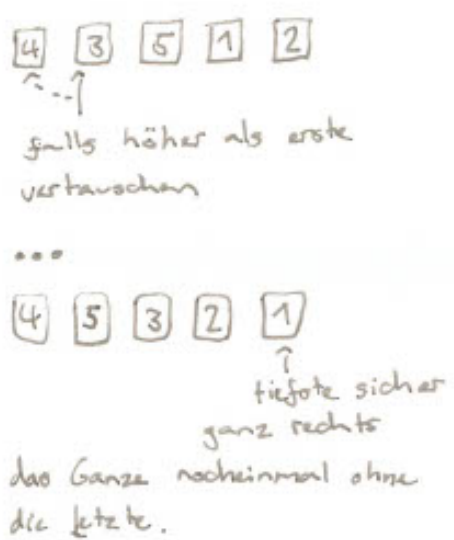 4 3 5 1 2
falls höher als erste
vertauschen
...
4 5 3 2 1
tiefste sicher
ganz rechts
das Ganze nocheinmal ohne
die letzte.